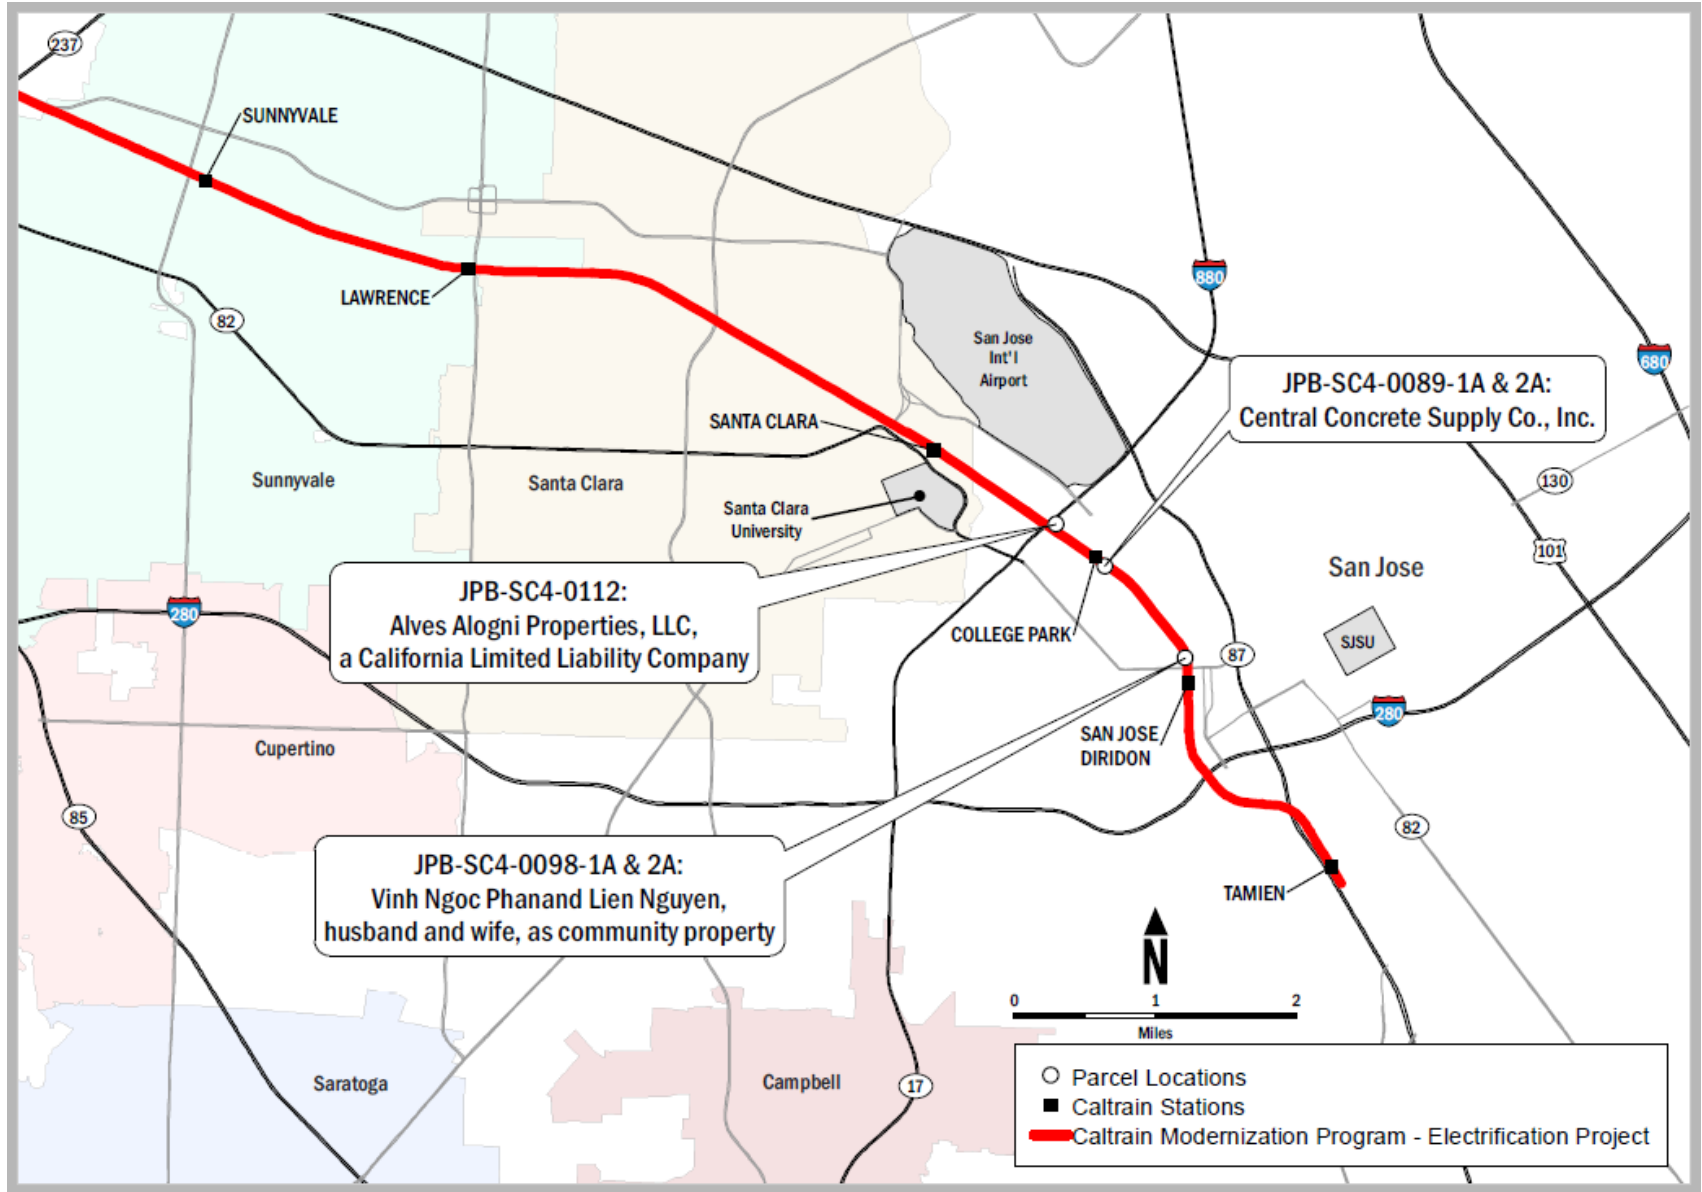 237
SUNNYVALE
LAWRENCE
82
880
680
San Jose
Int'l
Airport
JPB-SC4-0089-1A & 2A:
Central Concrete Supply Co., Inc.
SANTA CLARA
Sunnyvale
Santa Clara
Santa Clara
University
130
101
San Jose
JPB-SC4-0112:
Alves Alogni Properties, LLC,
a California Limited Liability Company
280
COLLEGE PARK
87
SJSU
280
SAN JOSE
DIRIDON
Cupertino
85
82
JPB-SC4-0098-1A & 2A:
Vinh Ngoc Phanand Lien Nguyen,
husband and wife, as community property
TAMIEN
N
0 1 2
Miles
Saratoga
Campbell
17
Parcel Locations
Caltrain Stations
Caltrain Modernization Program - Electrification Project